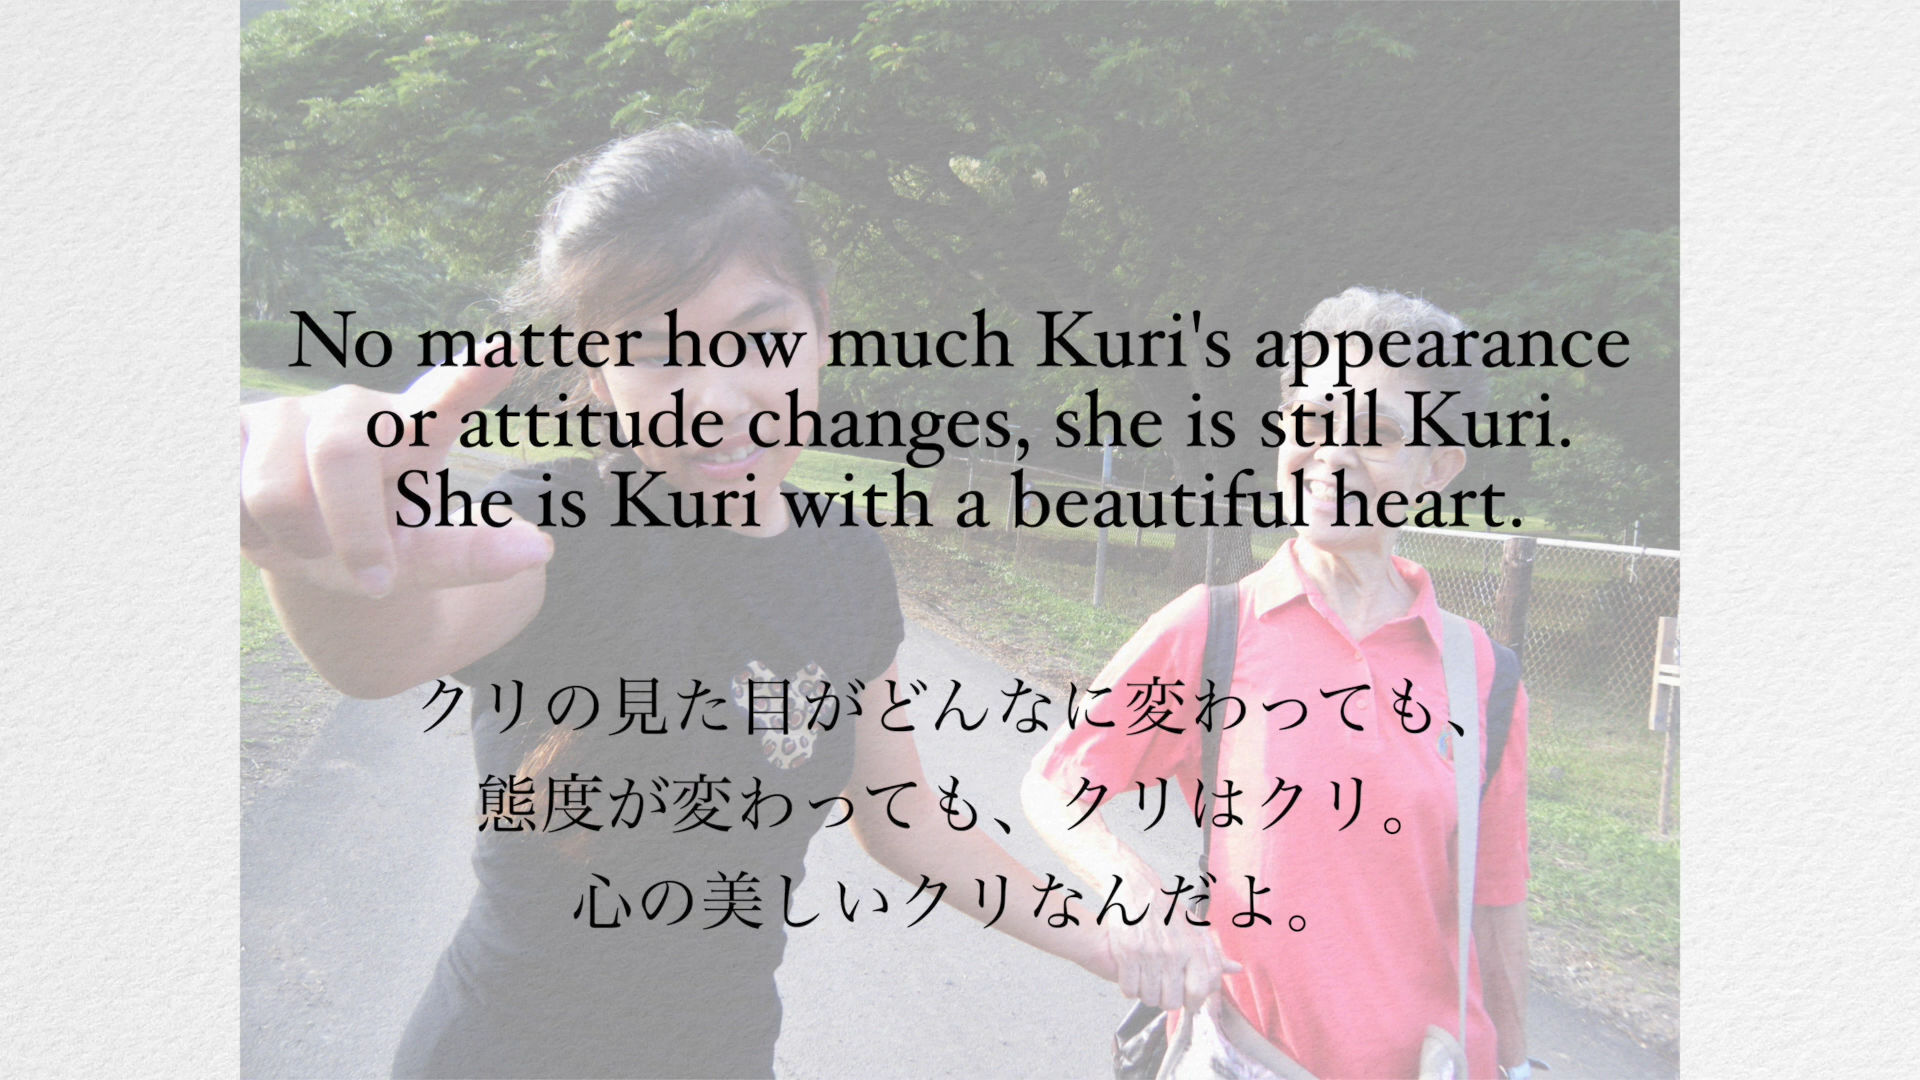 No matter how much Kuri's appearance
or attitude changes, she is still Kuri.
She is Kuri with a beautiful heart.
クリの見た目がどんなに変わっても、
態度が変わっても、クリはクリ。
心の美しいクリなんだよ。